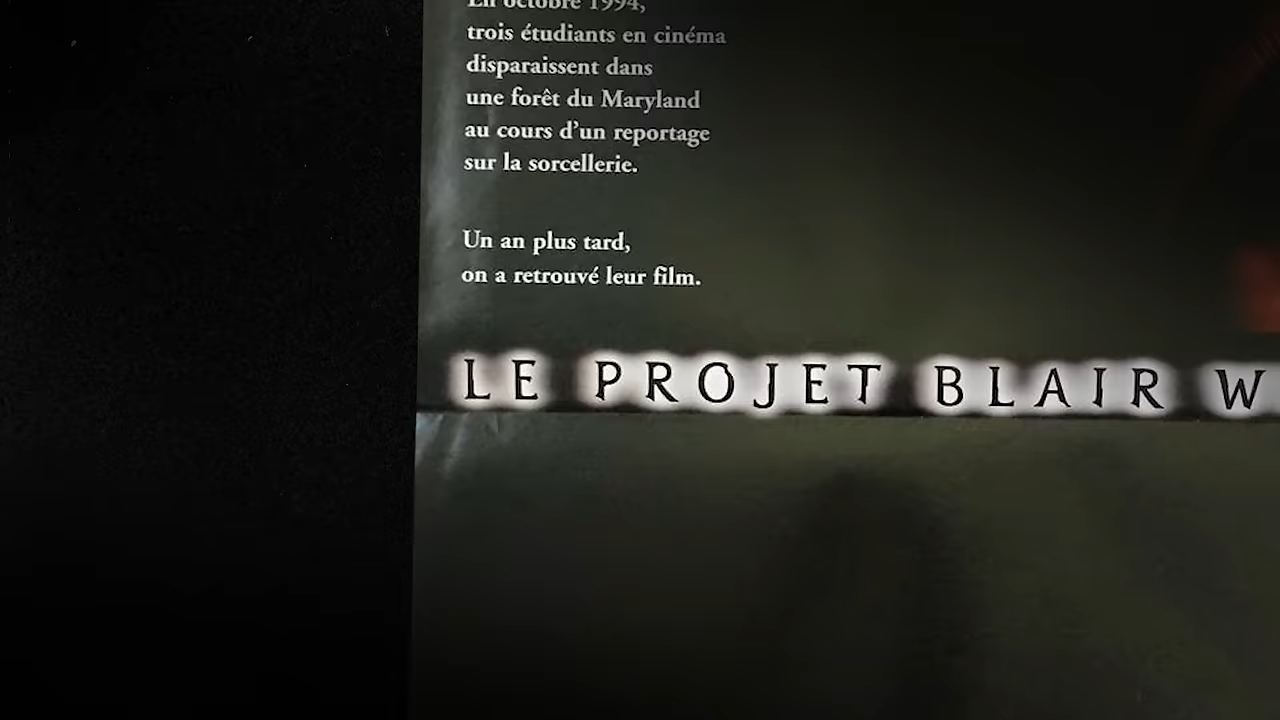 En octobre 1994,
trois étudiants en cinéma
disparaissent dans
une forêt du Maryland
au cours d'un reportage
sur la sorcellerie.
Un an plus tard,
on a retrouvé leur film.
LE PROJET BLAIR W